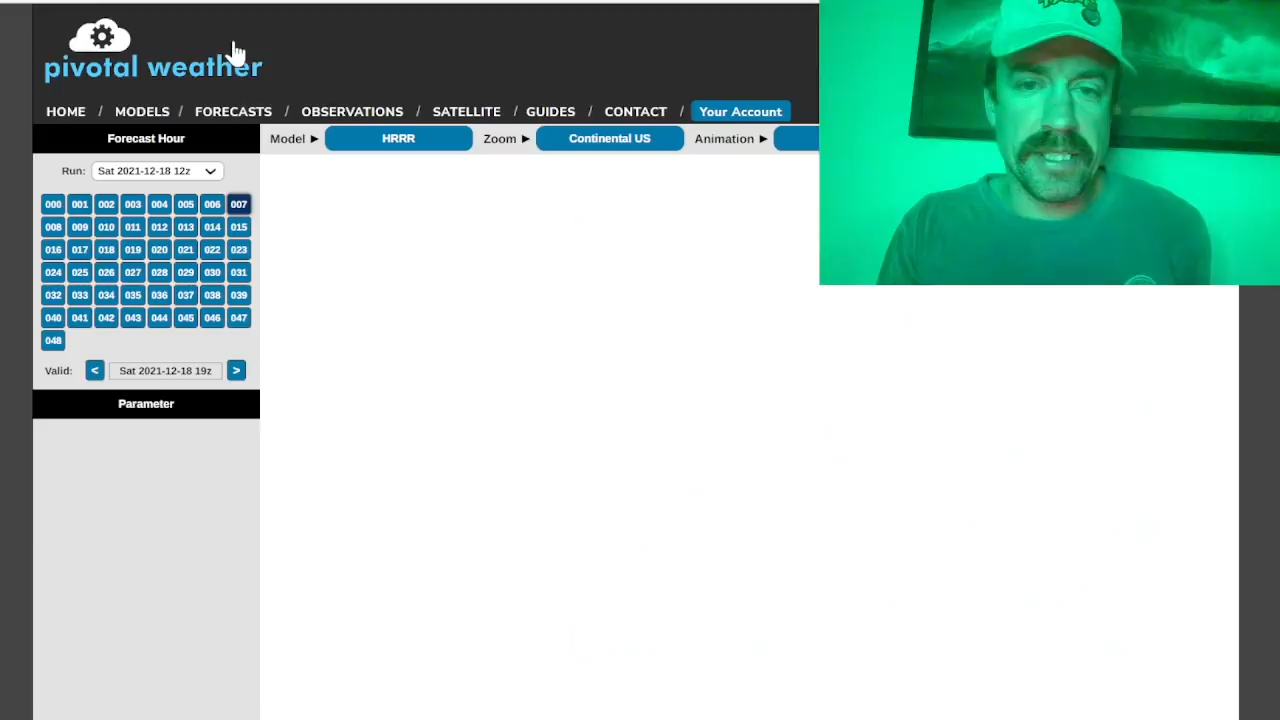 pivotal weather
HOME / MODELS / FORECASTS / OBSERVATIONS / SATELLITE / GUIDES / CONTACT / Your Account
Forecast Hour
Model ▶ HRRR Zoom ▶ Continental US Animation ▶
Run: Sat 2021-12-18 12z
000 001 002 003 004 005 006 007
008 009 010 011 012 013 014 015
016 017 018 019 020 021 022 023
024 025 026 027 028 029 030 031
032 033 034 035 036 037 038 039
040 041 042 043 044 045 046 047
048
Valid: < Sat 2021-12-18 19z >
Parameter